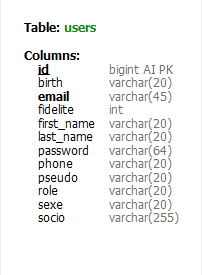 Table: users
Columns:
id bigint AI PK
birth varchar(20)
email varchar(45)
fidelite int
first_name varchar(20)
last_name varchar(20)
password varchar(64)
phone varchar(20)
pseudo varchar(20)
role varchar(20)
sexe varchar(20)
socio varchar(255)